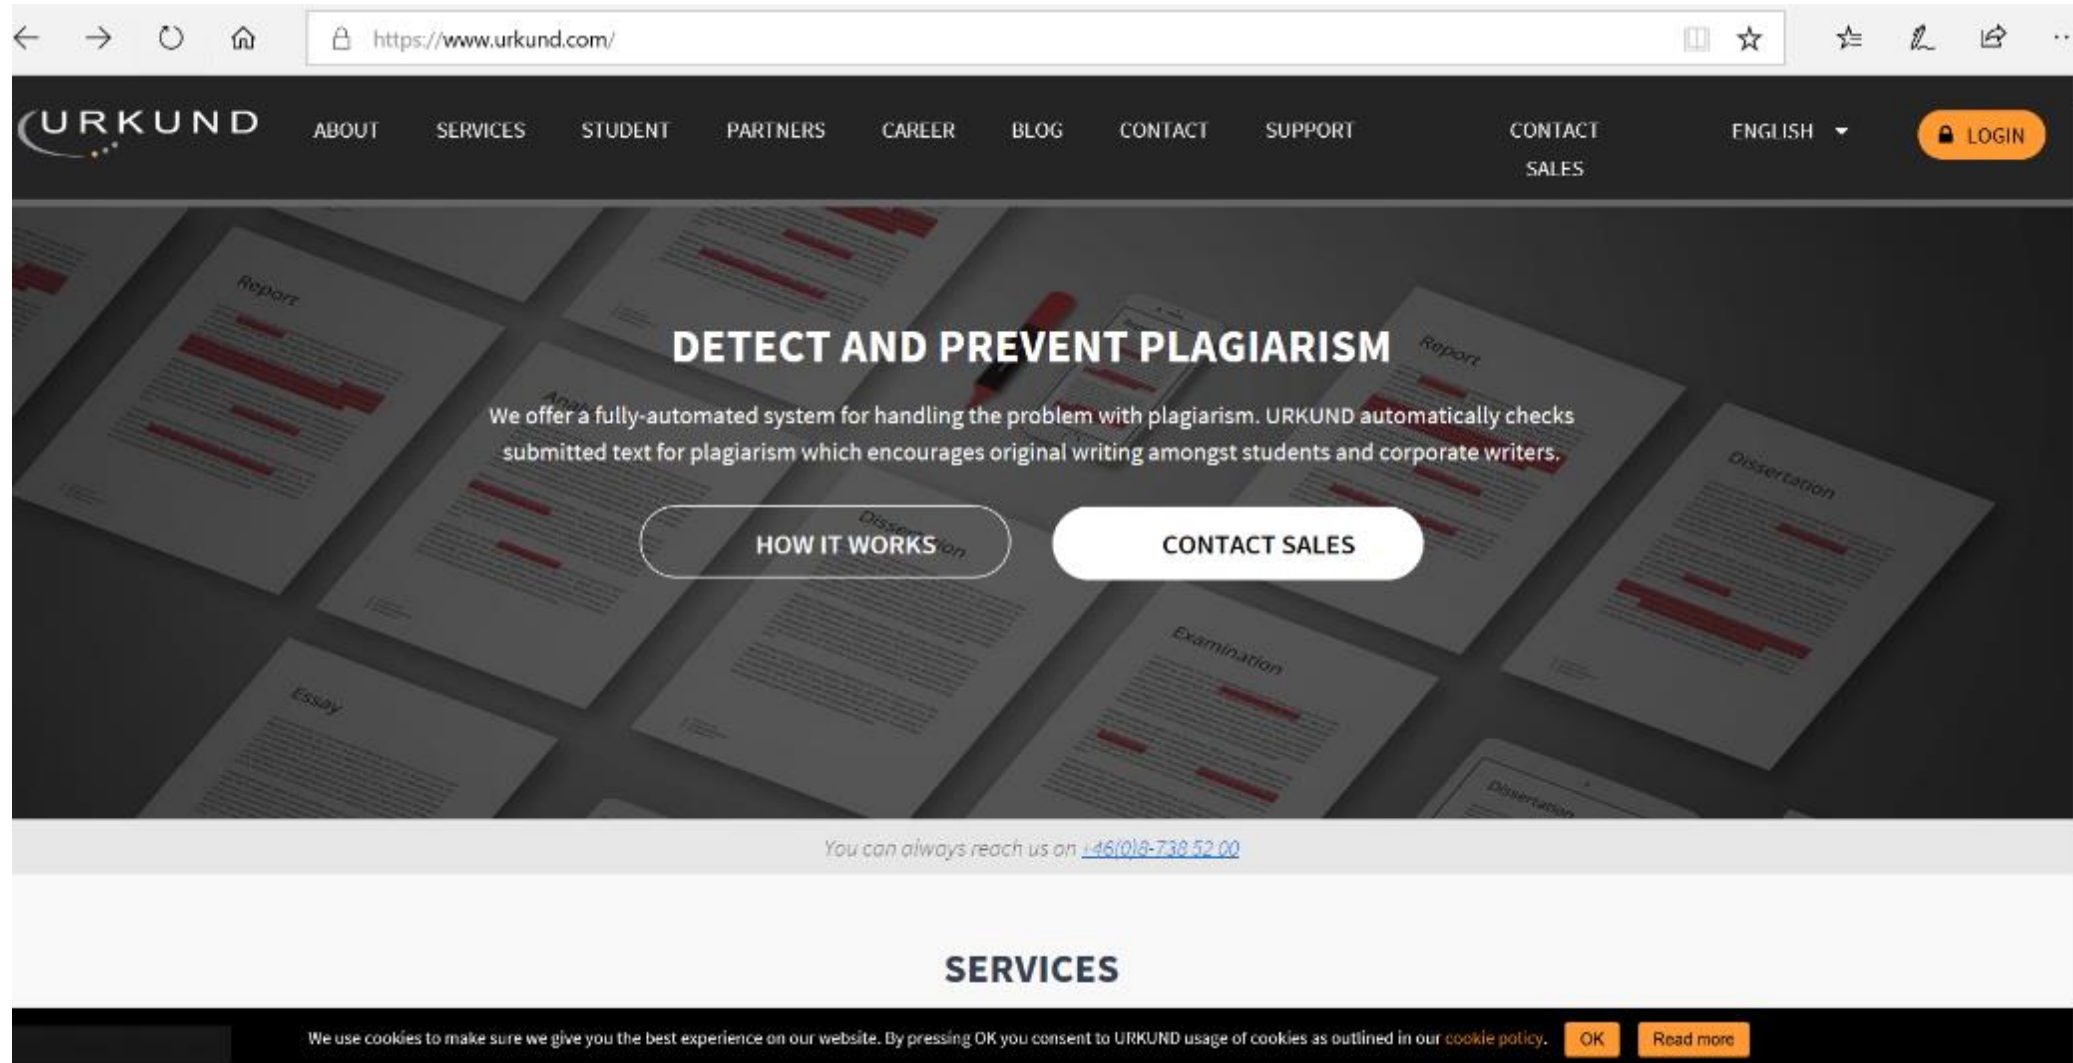 https://www.urkund.com/
URKUND
ABOUT SERVICES STUDENT PARTNERS CAREER BLOG CONTACT SUPPORT CONTACT SALES ENGLISH LOGIN
Report
DETECT AND PREVENT PLAGIARISM
Report
We offer a fully-automated system for handling the problem with plagiarism. URKUND automatically checks
submitted text for plagiarism which encourages original writing amongst students and corporate writers.
Dissertation
Dissertation
HOW IT WORKS CONTACT SALES
Examination
Essay
Dissertation
You can always reach us on +46(0)8-738 52 00
SERVICES
We use cookies to make sure we give you the best experience on our website. By pressing OK you consent to URKUND usage of cookies as outlined in our cookie policy. OK Read more